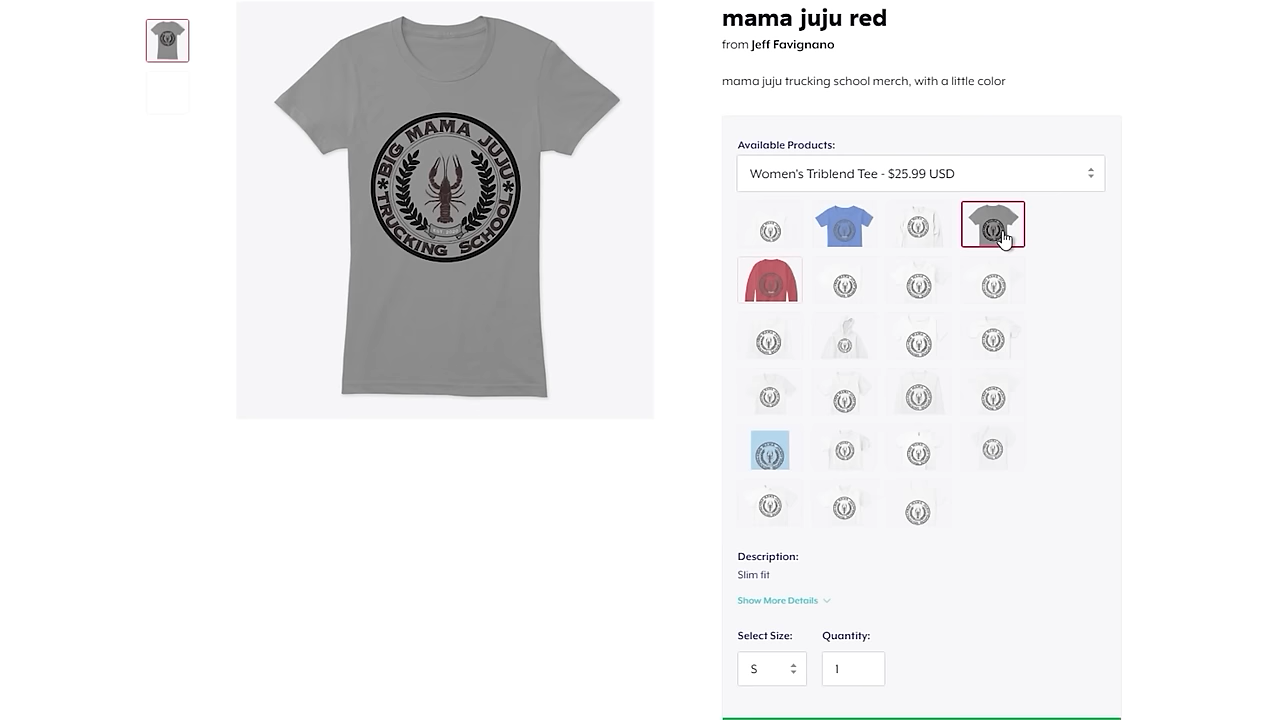 mama juju red
from Jeff Favignano
mama juju trucking school merch, with a little color
BIG MAMA JUJU
TRUCKING SCHOOL
Available Products:
Women's Triblend Tee - $25.99 USD
Description:
Slim fit
Show More Details
Select Size:
Quantity:
S
1